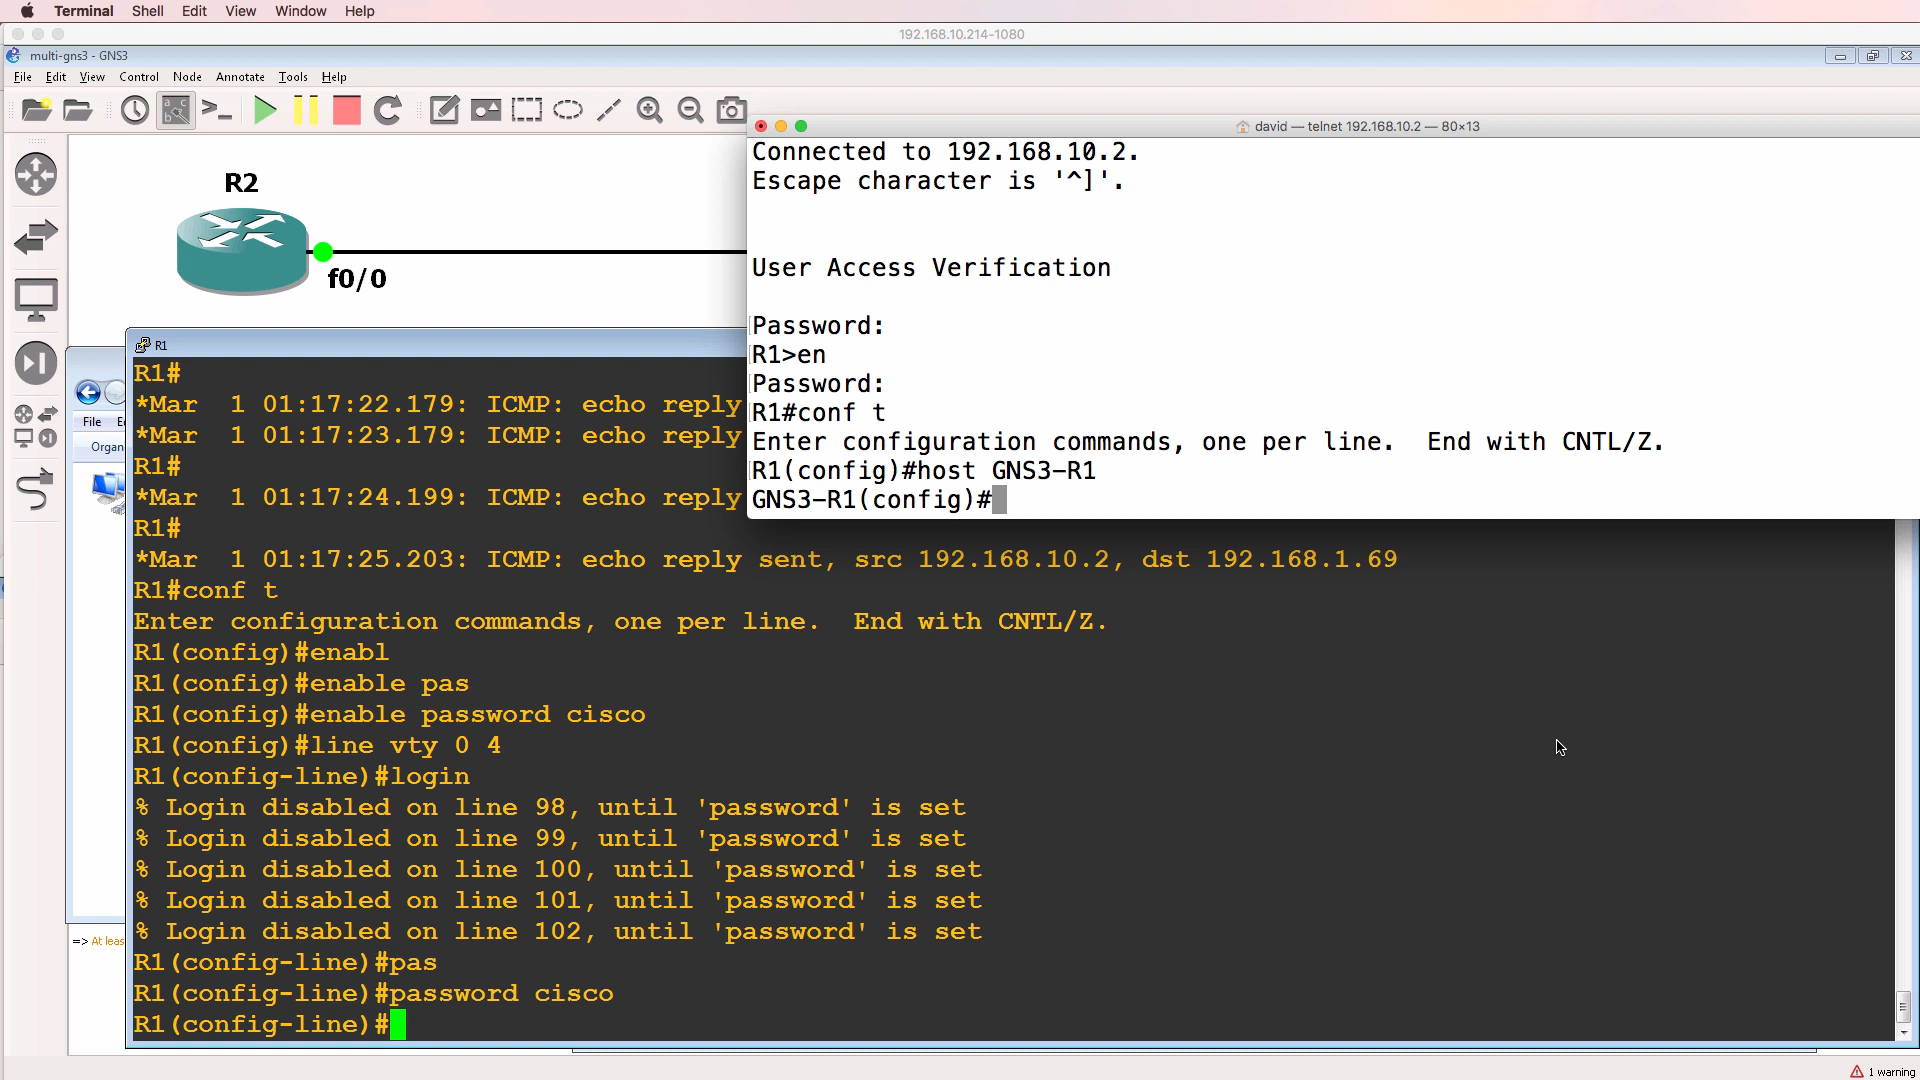 Terminal Shell Edit View Window Help
192.168.10.214-1080
multi-gns3 - GNS3
File Edit View Control Node Annotate Tools Help
R2
f0/0
david — telnet 192.168.10.2 — 80×13
Connected to 192.168.10.2.
Escape character is '^]'.
User Access Verification
Password:
R1>en
Password:
R1#conf t
Enter configuration commands, one per line.  End with CNTL/Z.
R1(config)#host GNS3-R1
GNS3-R1(config)#
File
Organ
=> At leas
R1
R1#
*Mar  1 01:17:22.179: ICMP: echo reply
*Mar  1 01:17:23.179: ICMP: echo reply
R1#
*Mar  1 01:17:24.199: ICMP: echo reply
R1#
*Mar  1 01:17:25.203: ICMP: echo reply sent, src 192.168.10.2, dst 192.168.1.69
R1#conf t
Enter configuration commands, one per line.  End with CNTL/Z.
R1(config)#enabl
R1(config)#enable pas
R1(config)#enable password cisco
R1(config)#line vty 0 4
R1(config-line)#login
% Login disabled on line 98, until 'password' is set
% Login disabled on line 99, until 'password' is set
% Login disabled on line 100, until 'password' is set
% Login disabled on line 101, until 'password' is set
% Login disabled on line 102, until 'password' is set
R1(config-line)#pas
R1(config-line)#password cisco
R1(config-line)#
1 warning